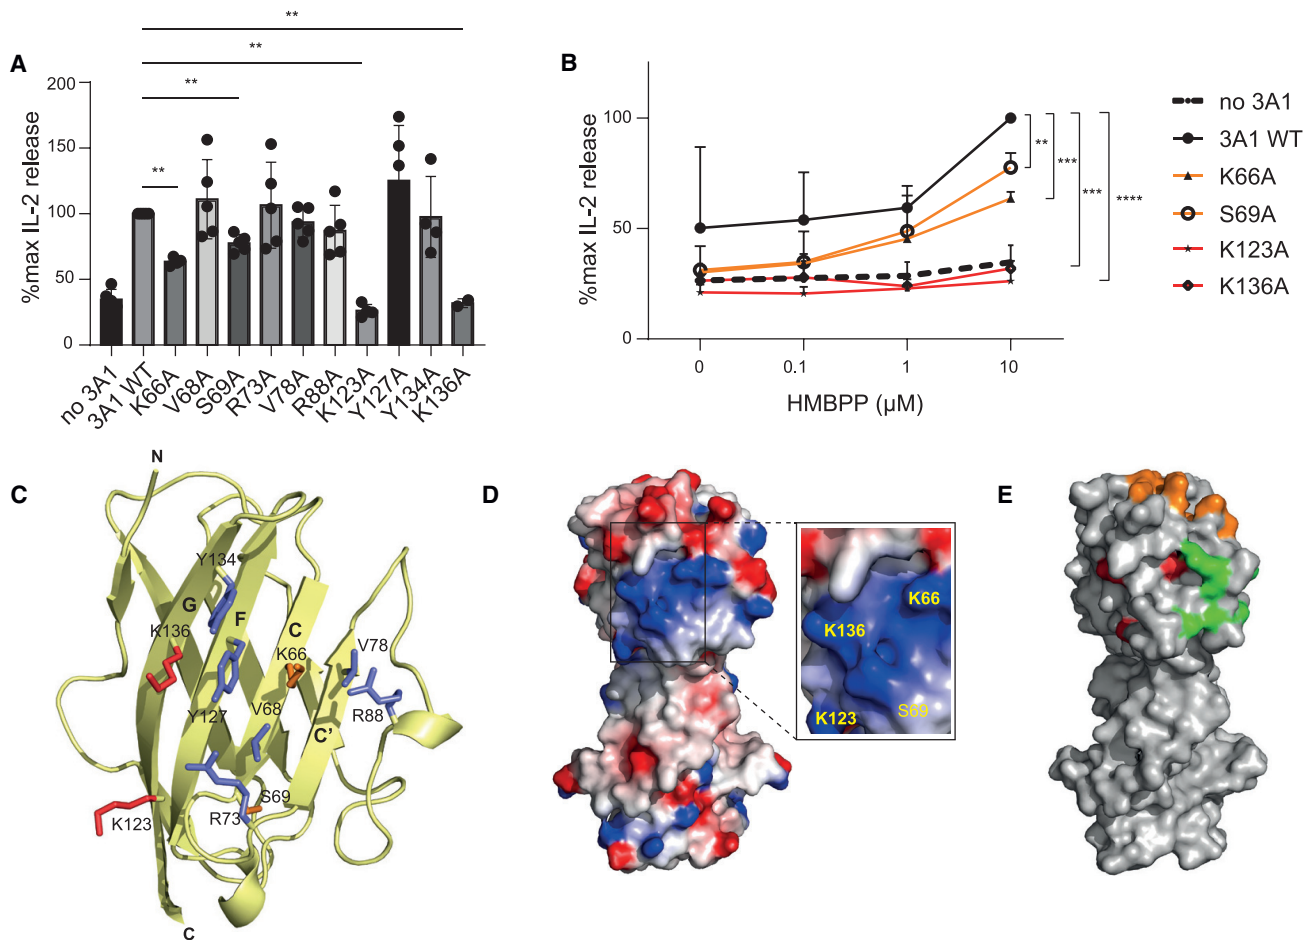 A
**
**
**
**
%max IL-2 release
200
150
100
50
0
no 3A1
3A1 WT
K66A
V68A
S69A
R73A
V78A
R88A
K123A
Y127A
Y134A
K136A
B
%max IL-2 release
100
50
0
0
0.1
1
10
HMBPP (µM)
**
***
***
****
no 3A1
3A1 WT
K66A
S69A
K123A
K136A
C
N
Y134
G
F
C
K136
K66
V78
Y127
V68
R88
C’
S69
K123
R73
C
D
K66
K136
S69
K123
E